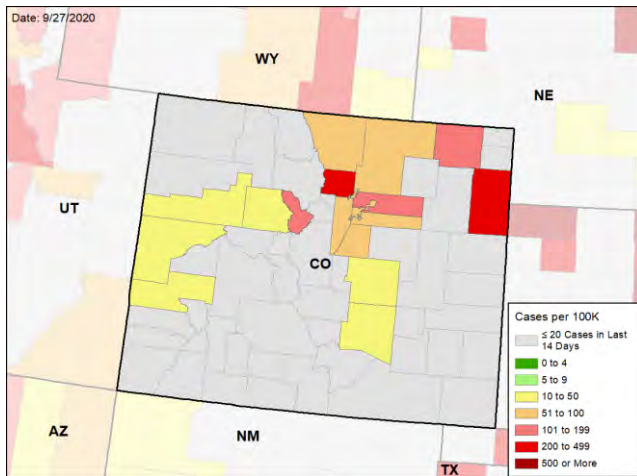 Date: 9/27/2020
WY
NE
UT
CO
AZ
NM
TX
Cases per 100K
≤ 20 Cases in Last
14 Days
0 to 4
5 to 9
10 to 50
51 to 100
101 to 199
200 to 499
500 or More